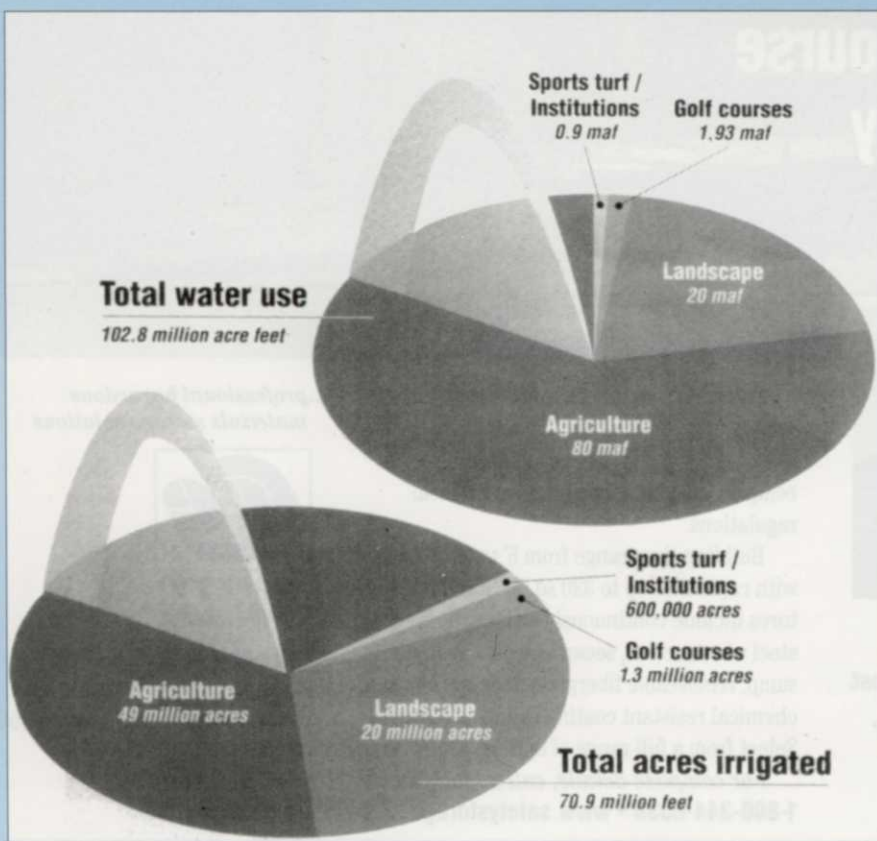 Sports turf /
Institutions
0.9 maf
Golf courses
1.93 maf
Landscape
20 maf
Total water use
102.8 million acre feet
Agriculture
80 maf
Sports turf /
Institutions
600,000 acres
Golf courses
1.3 million acres
Agriculture
49 million acres
Landscape
20 million acres
Total acres irrigated
70.9 million feet